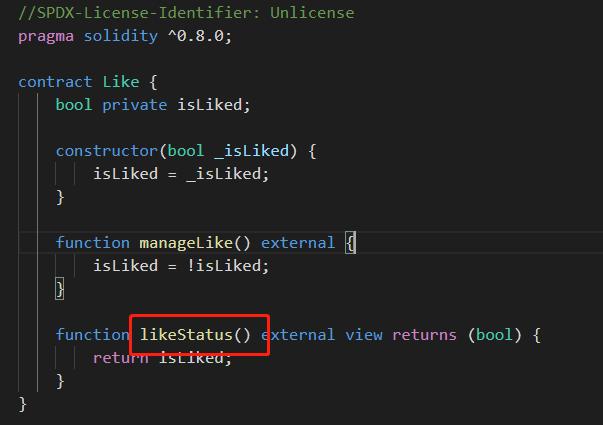 //SPDX-License-Identifier: Unlicense
pragma solidity ^0.8.0;
contract Like {
bool private isLiked;
constructor(bool _isLiked) {
isLiked = _isLiked;
}
function manageLike() external {
isLiked = !isLiked;
}
function likeStatus() external view returns (bool) {
return isLiked;
}
}